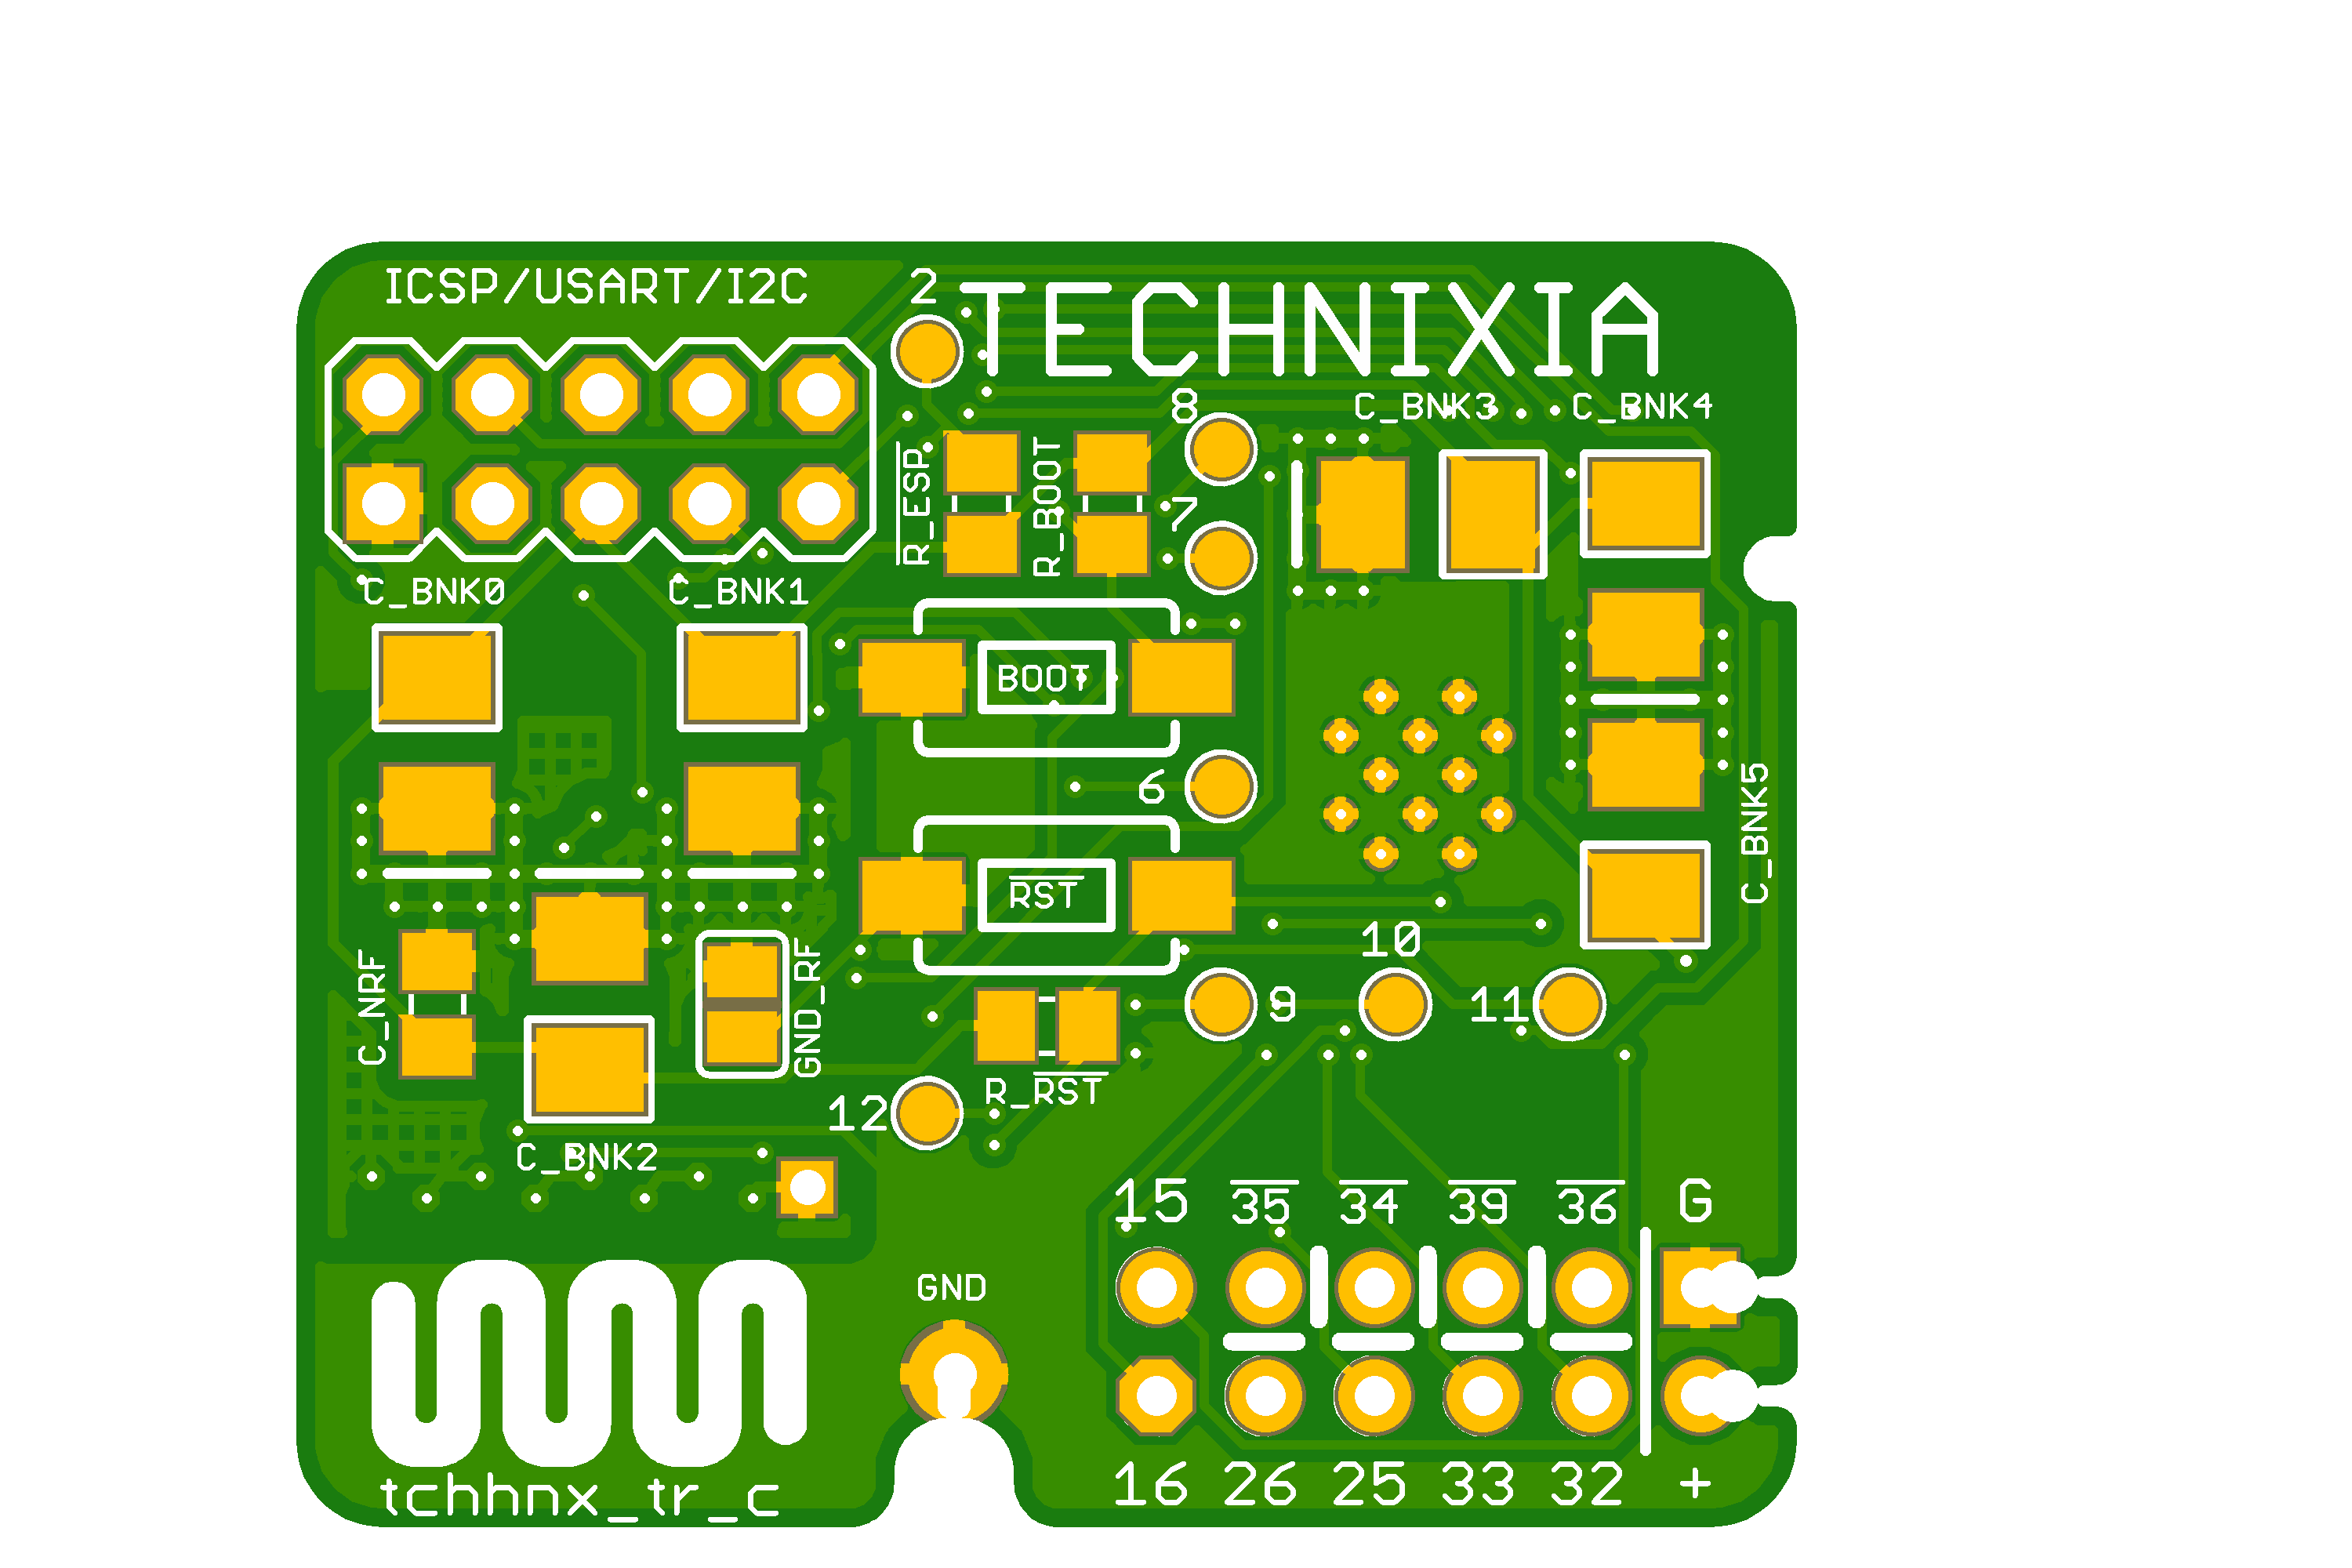 ICSP/USART/I2C
2
TECHNIXIA
8
C_BNK3
C_BNK4
R_ESP
R_BOOT
7
C_BNK0
C_BNK1
BOOT
6
C_BNK5
RST
10
C_NRF
GND_RF
9
11
R_RST
12
C_BNK2
15 35 34 39 36 G
GND
16 26 25 33 32 +
tchhnx_tr_c